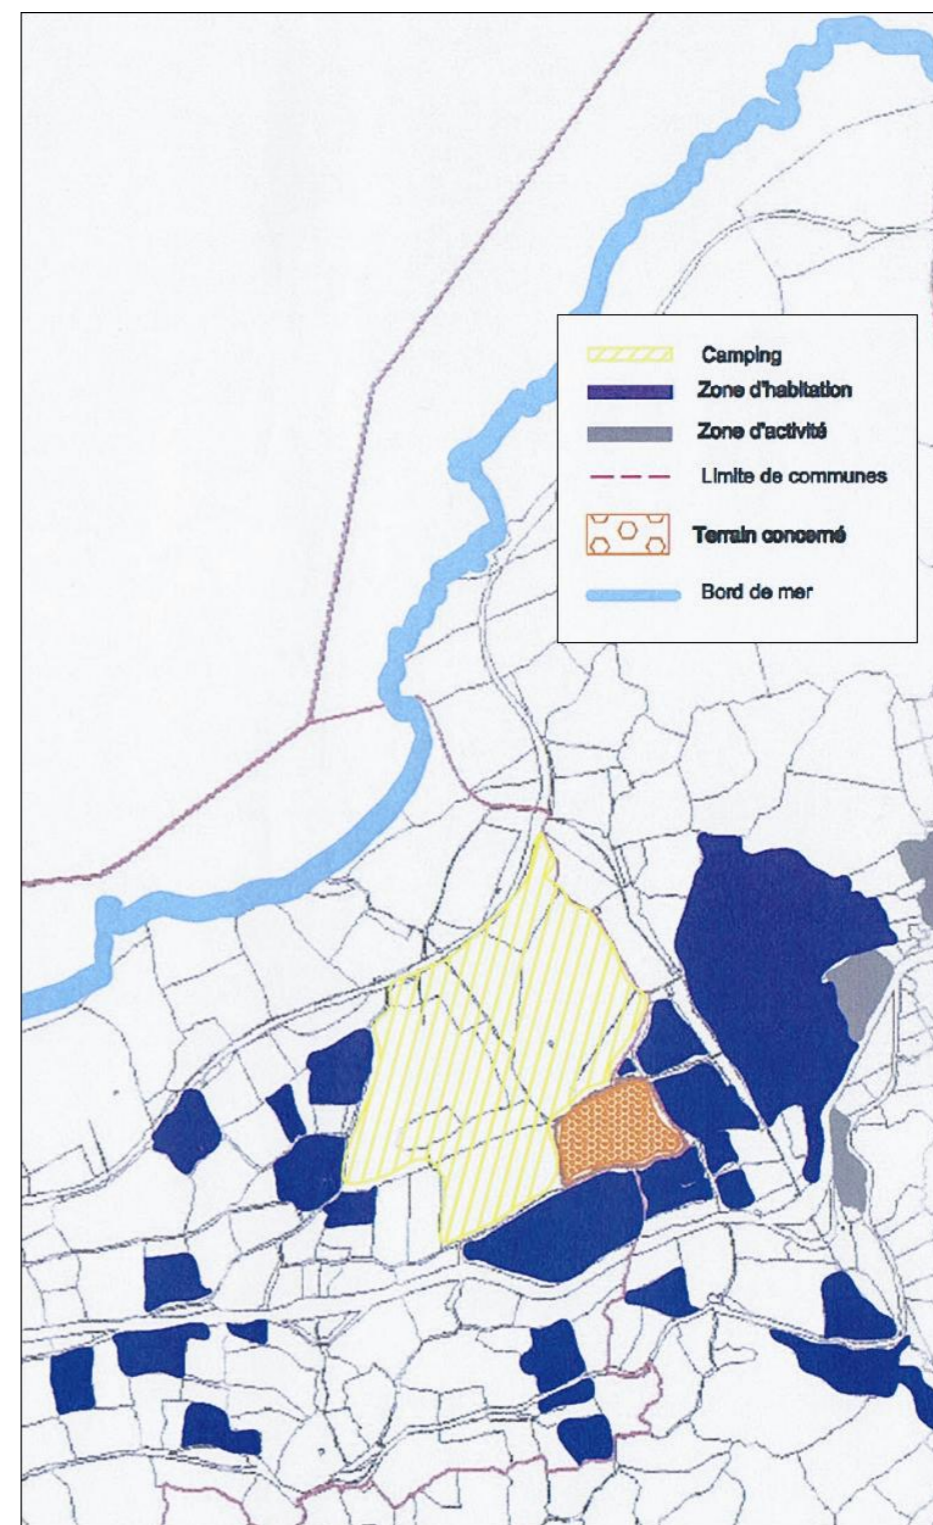 Camping
Zone d'habitation
Zone d'activité
Limite de communes
Terrain concerné
Bord de mer